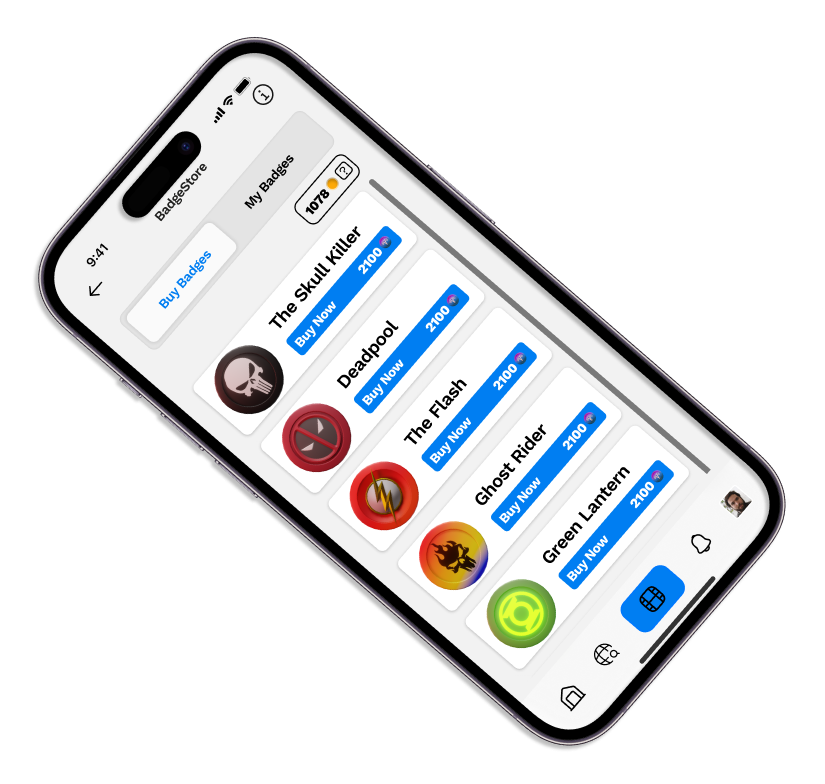 9:41
BadgeStore
Buy Badges
My Badges
1078
?
The Skull Killer
Buy Now 2100
Deadpool
Buy Now 2100
The Flash
Buy Now 2100
Ghost Rider
Buy Now 2100
Green Lantern
Buy Now 2100